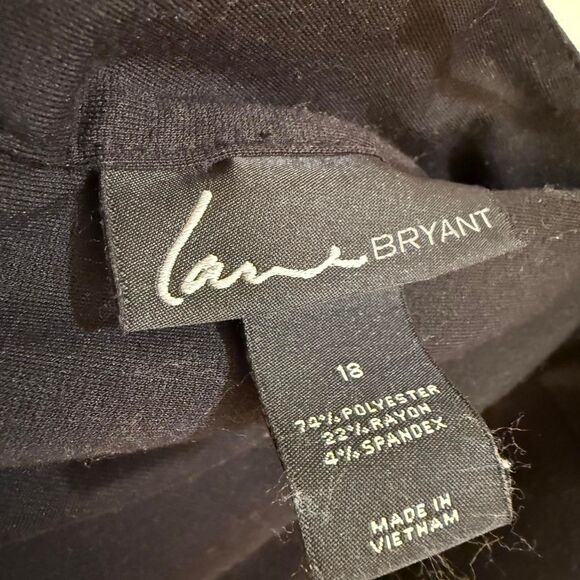 Lane BRYANT
18
74% POLYESTER
22% RAYON
4% SPANDEX
MADE IN
VIETNAM